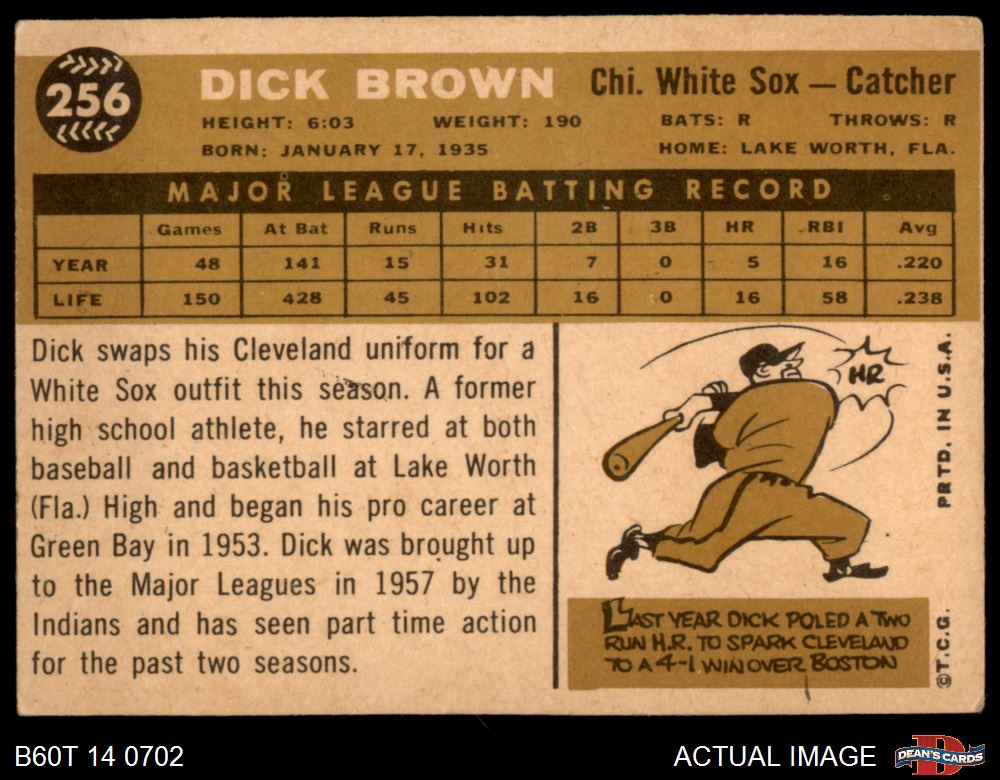 256
DICK BROWN Chi. White Sox — Catcher
HEIGHT: 6:03 WEIGHT: 190 BATS: R THROWS: R
BORN: JANUARY 17, 1935 HOME: LAKE WORTH, FLA.
MAJOR LEAGUE BATTING RECORD
Games At Bat Runs Hits 2B 3B HR RBI Avg
YEAR 48 141 15 31 7 0 5 16 .220
LIFE 150 428 45 102 16 0 16 58 .238
Dick swaps his Cleveland uniform for a
White Sox outfit this season. A former
high school athlete, he starred at both
baseball and basketball at Lake Worth
(Fla.) High and began his pro career at
Green Bay in 1953. Dick was brought up
to the Major Leagues in 1957 by the
Indians and has seen part time action
for the past two seasons.
HR
LAST YEAR DICK POLED A TWO
RUN H.R. TO SPARK CLEVELAND
TO A 4-1 WIN OVER BOSTON
PRTD. IN U.S.A.
©T.C.G.
B60T 14 0702 ACTUAL IMAGE
D
DEAN'S CARDS